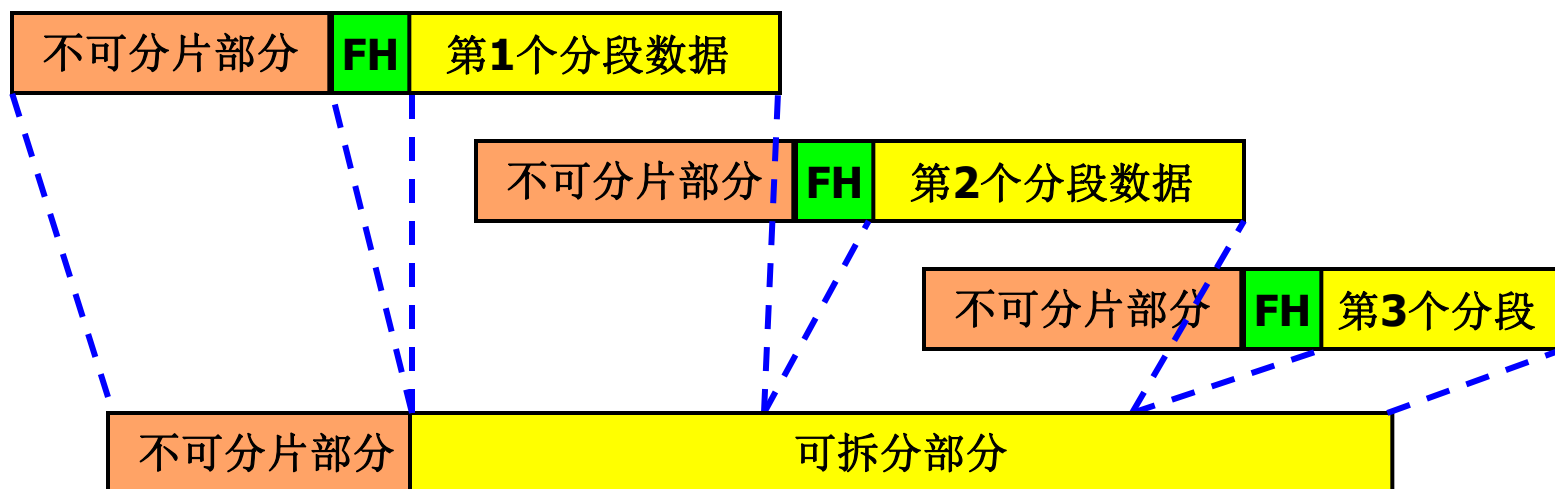 不可分片部分 FH 第1个分段数据
不可分片部分 FH 第2个分段数据
不可分片部分 FH 第3个分段
不可分片部分 可拆分部分